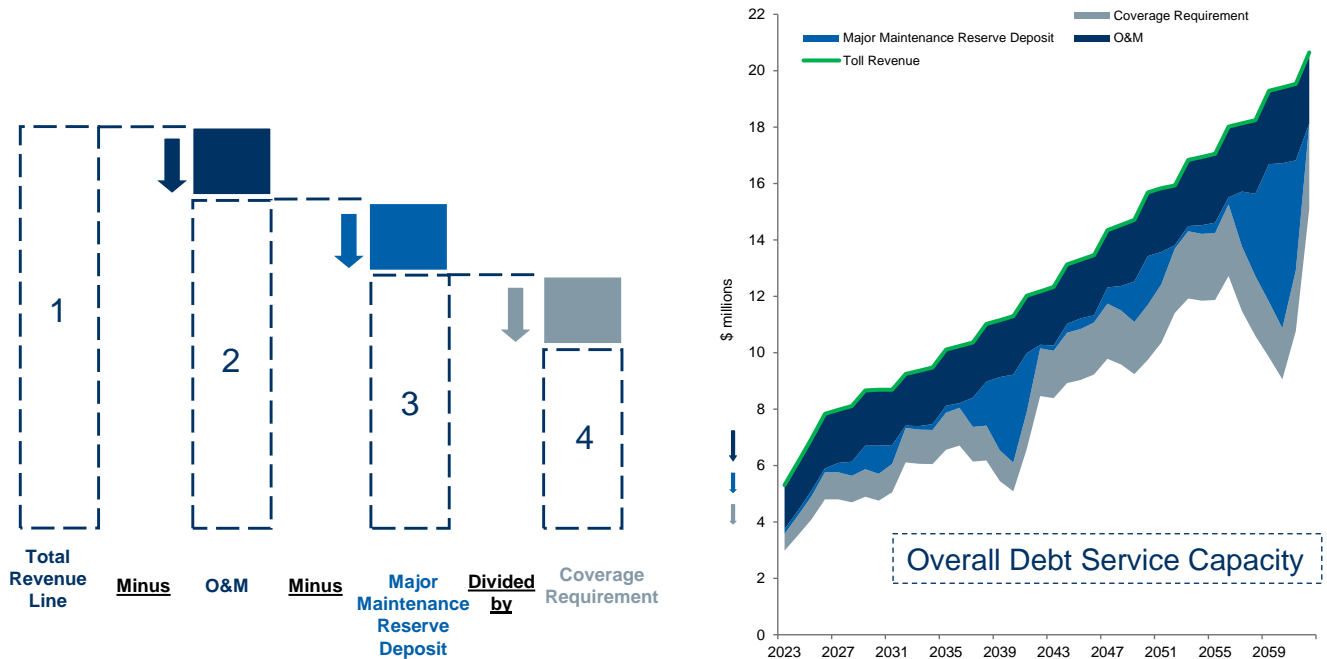 1
2
3
4
Total
Revenue
Line
Minus
O&M
Minus
Major
Maintenance
Reserve
Deposit
Divided
by
Coverage
Requirement
Coverage Requirement
Major Maintenance Reserve Deposit
O&M
Toll Revenue
$ millions
22
20
18
16
14
12
10
8
6
4
2
0
Overall Debt Service Capacity
2023 2027 2031 2035 2039 2043 2047 2051 2055 2059